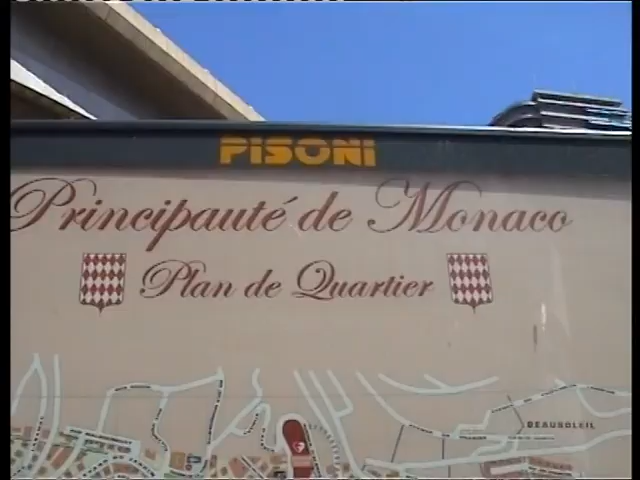 PISONI
Principauté de Monaco
Plan de Quartier
BEAUSOLEIL